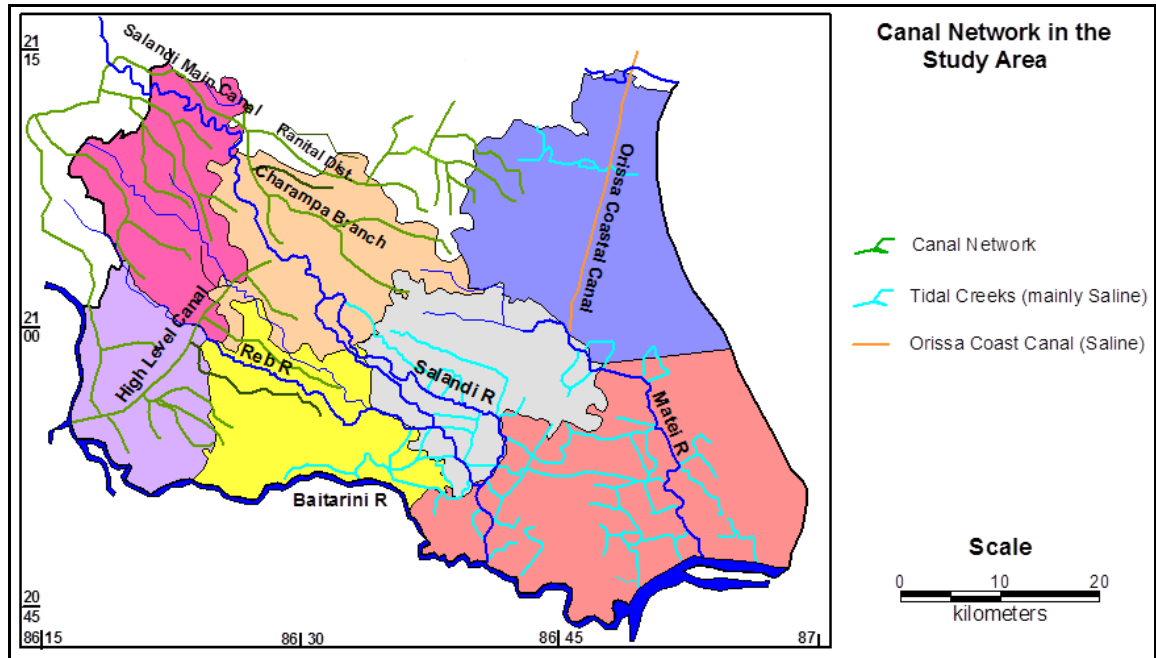 Canal Network in the
Study Area
21
15
Salandi Main Canal
Ranital Dist.
Charampa Branch
Orissa Coastal Canal
Canal Network
Tidal Creeks (mainly Saline)
Orissa Coast Canal (Saline)
21
00
High Level Canal
Reb R
Salandi R
Matei R
Baitarini R
Scale
0 10 20
kilometers
20
45
86 15
86 30
86 45
87